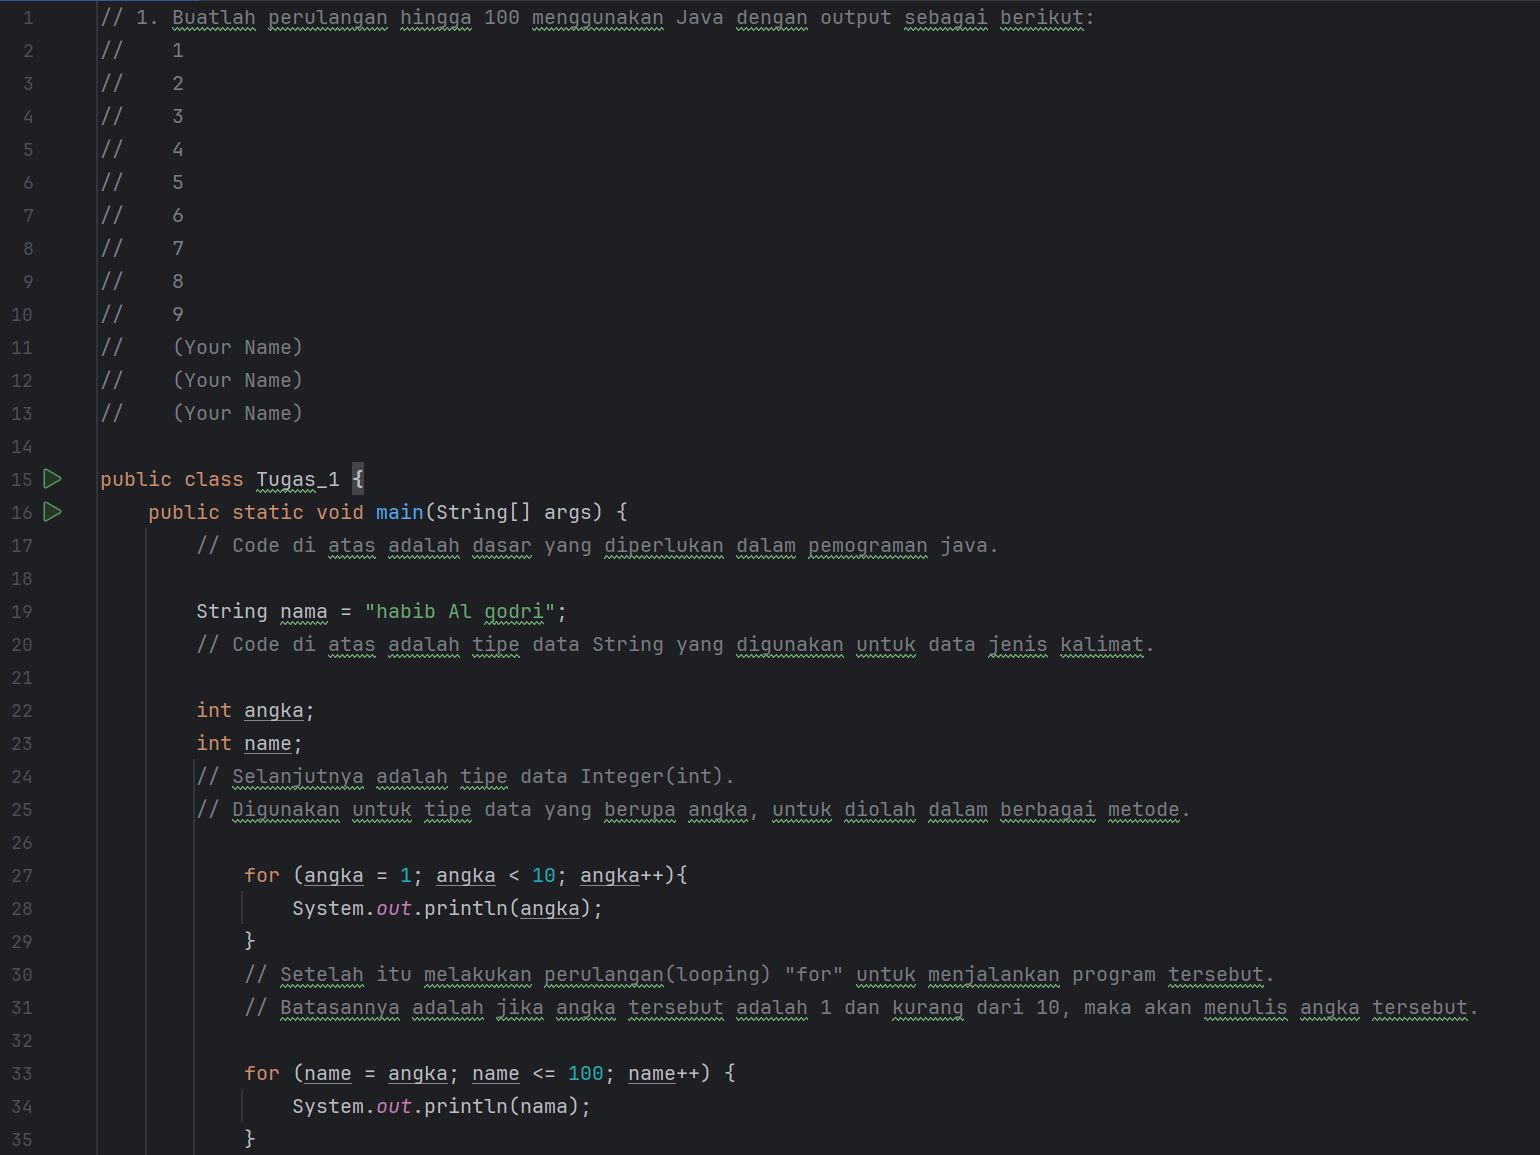 1 // 1. Buatlah perulangan hingga 100 menggunakan Java dengan output sebagai berikut:
2 //    1
3 //    2
4 //    3
5 //    4
6 //    5
7 //    6
8 //    7
9 //    8
10 //    9
11 //    (Your Name)
12 //    (Your Name)
13 //    (Your Name)
14
15 public class Tugas_1 {
16     public static void main(String[] args) {
17         // Code di atas adalah dasar yang diperlukan dalam pemograman java.
18
19         String nama = "habib Al godri";
20         // Code di atas adalah tipe data String yang digunakan untuk data jenis kalimat.
21
22         int angka;
23         int name;
24         // Selanjutnya adalah tipe data Integer(int).
25         // Digunakan untuk tipe data yang berupa angka, untuk diolah dalam berbagai metode.
26
27             for (angka = 1; angka < 10; angka++){
28                 System.out.println(angka);
29             }
30             // Setelah itu melakukan perulangan(looping) "for" untuk menjalankan program tersebut.
31             // Batasannya adalah jika angka tersebut adalah 1 dan kurang dari 10, maka akan menulis angka tersebut.
32
33             for (name = angka; name <= 100; name++) {
34                 System.out.println(nama);
35             }